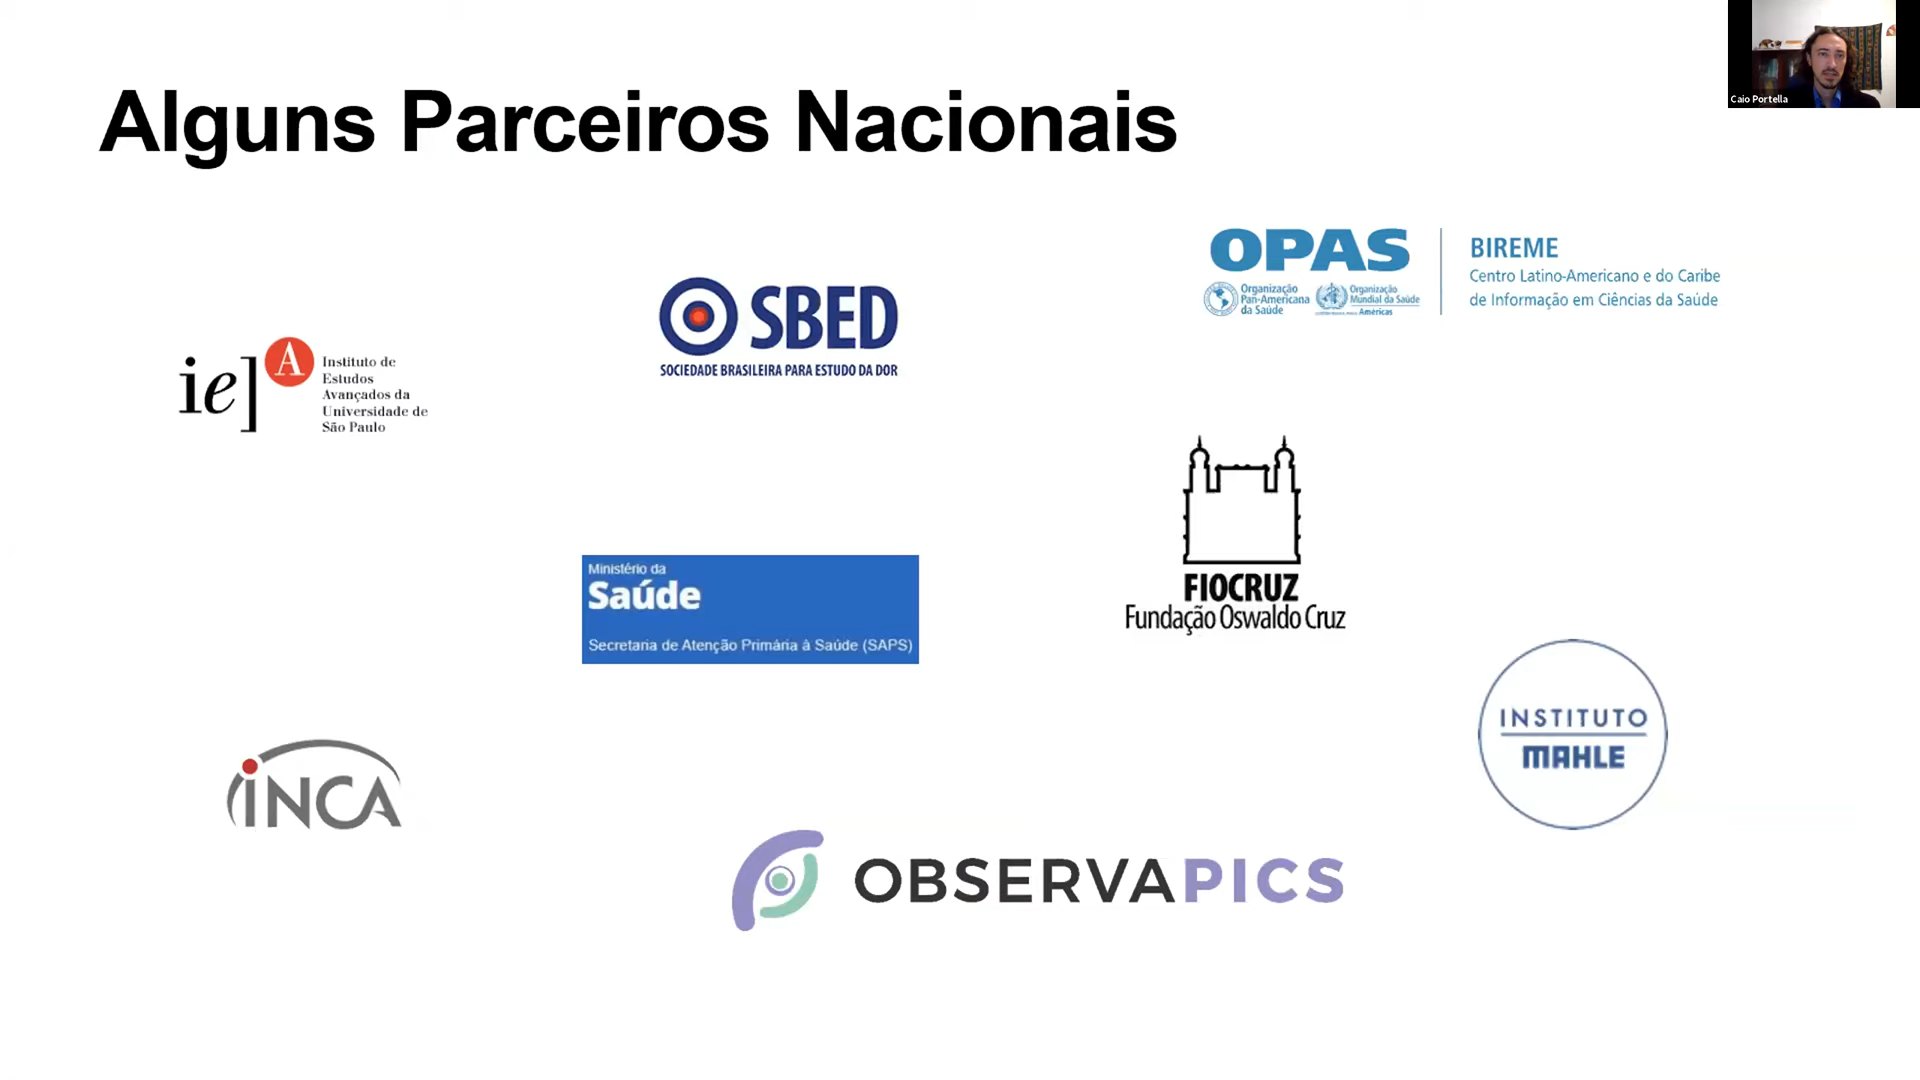 Caio Portella
Alguns Parceiros Nacionais
OPAS
Organização
Pan-Americana
da Saúde
Organização
Mundial da Saúde
Américas
BIREME
Centro Latino-Americano e do Caribe
de Informação em Ciências da Saúde
SBED
SOCIEDADE BRASILEIRA PARA ESTUDO DA DOR
ie] A
Instituto de
Estudos
Avançados da
Universidade de
São Paulo
FIOCRUZ
Fundação Oswaldo Cruz
Ministério da
Saúde
Secretaria de Atenção Primária à Saúde (SAPS)
INSTITUTO
MAHLE
iNCA
OBSERVAPICS